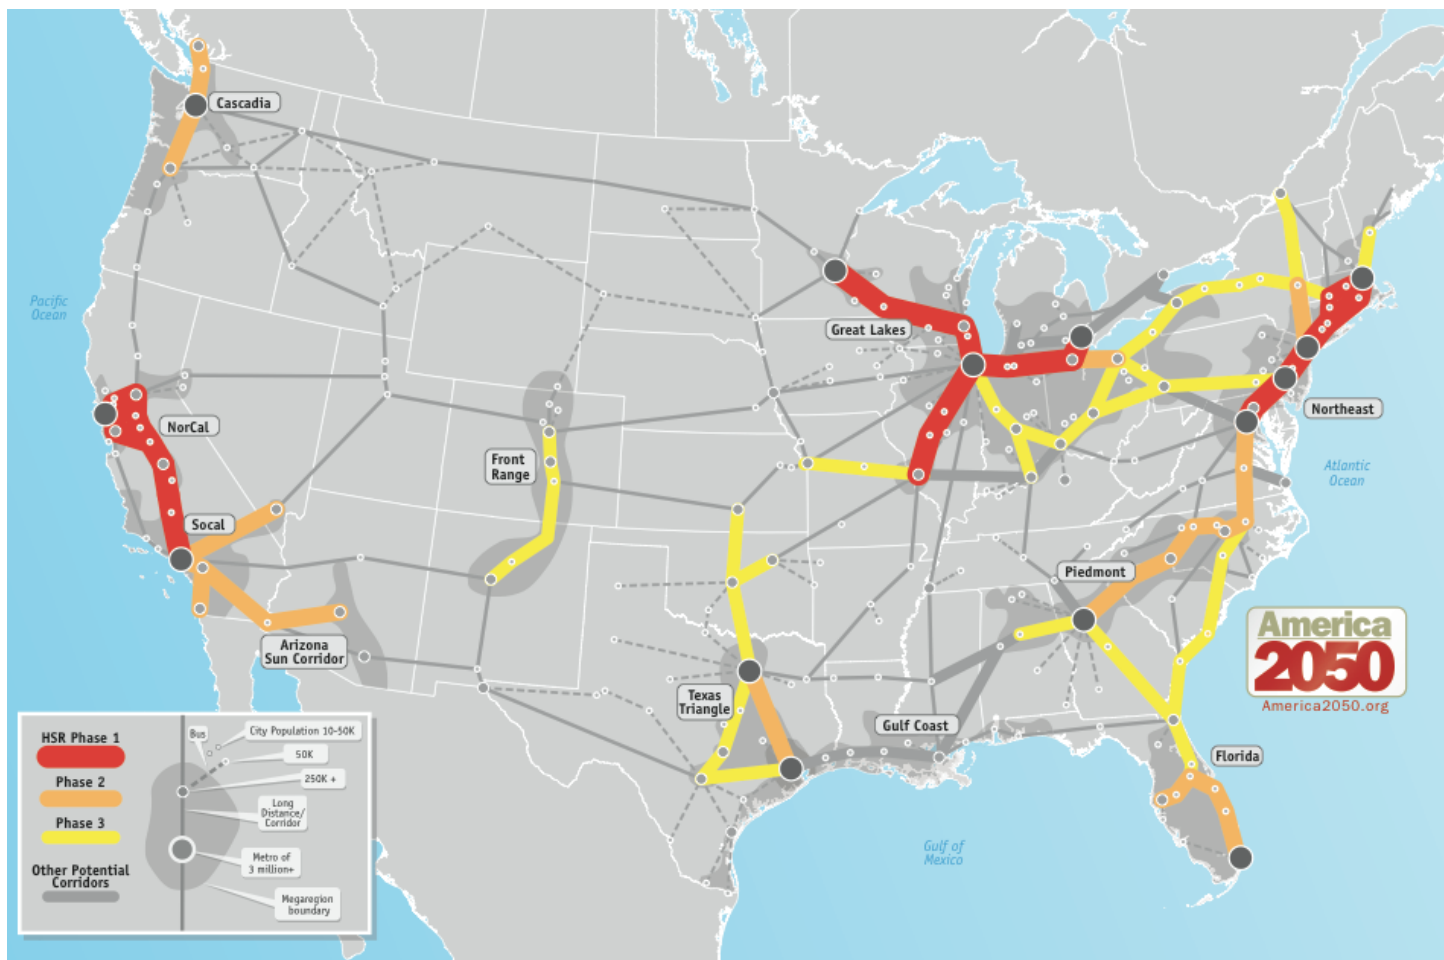 Cascadia
Pacific
Ocean
Great Lakes
NorCal
Northeast
Front
Range
Atlantic
Ocean
Socal
Piedmont
Arizona
Sun Corridor
America
2050
America2050.org
Texas
Triangle
Gulf Coast
Florida
Gulf of
Mexico
HSR Phase 1
Phase 2
Phase 3
Other Potential
Corridors
Bus
City Population 10-50K
50K
250K +
Long
Distance/
Corridor
Metro of
3 million+
Megaregion
boundary